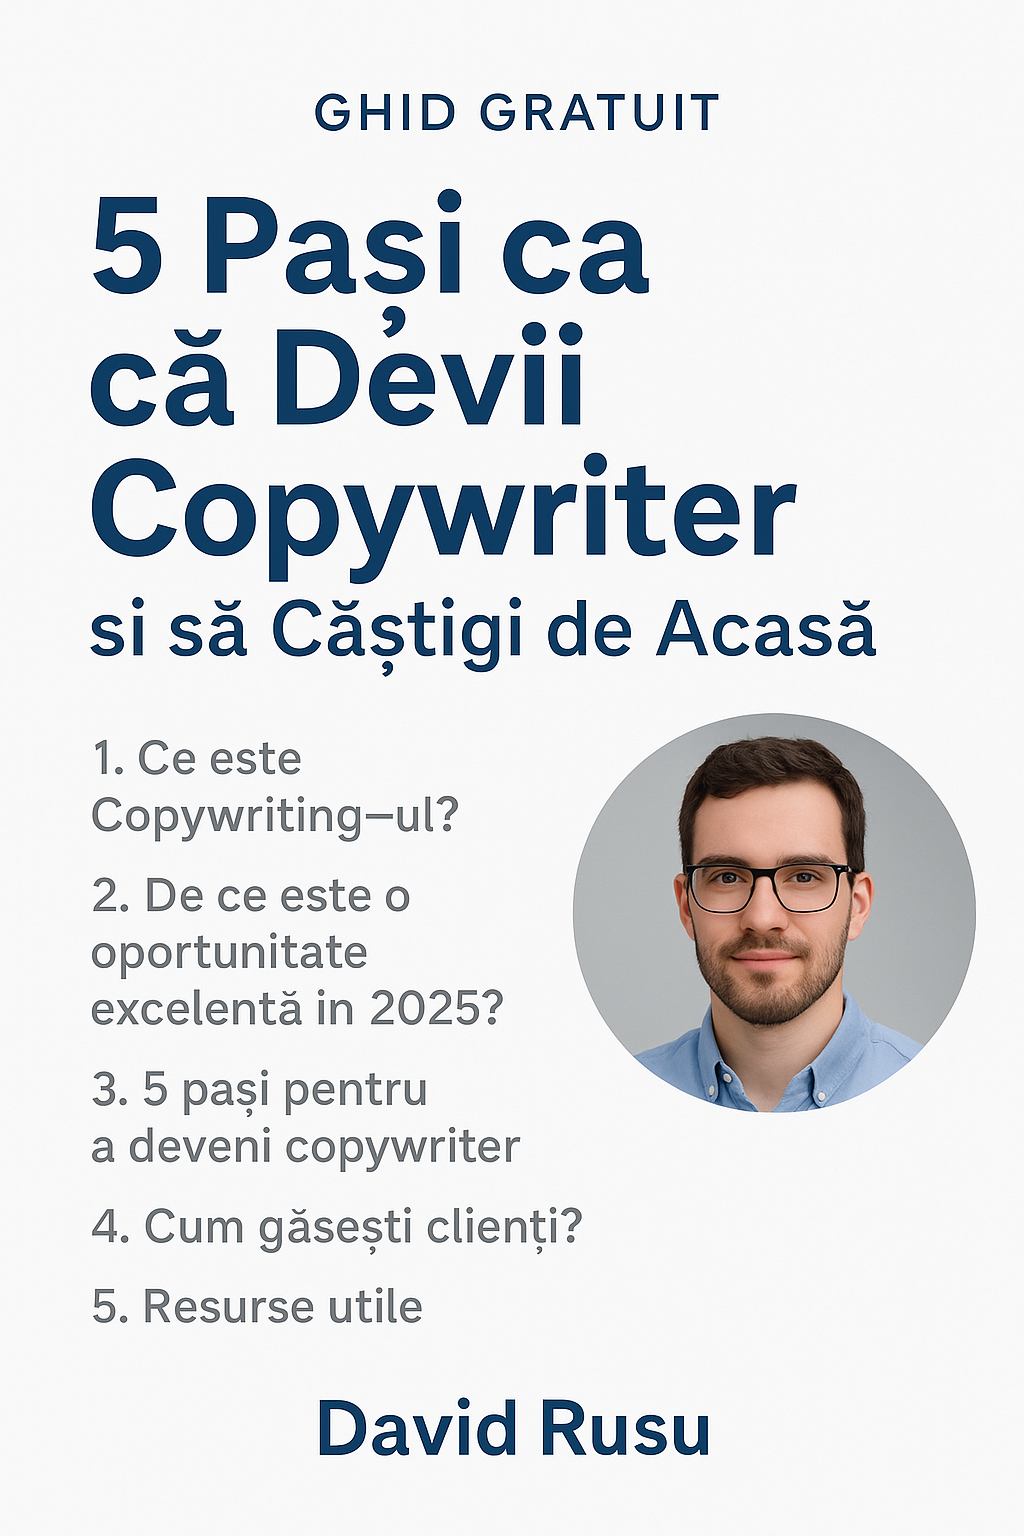 GHID GRATUIT
5 Pași ca
că Devii
Copywriter
si să Căștigi de Acasă
1. Ce este
Copywriting–ul?
2. De ce este o
oportunitate
excelentă in 2025?
3. 5 pași pentru
a deveni copywriter
4. Cum găsești clienți?
5. Resurse utile
David Rusu